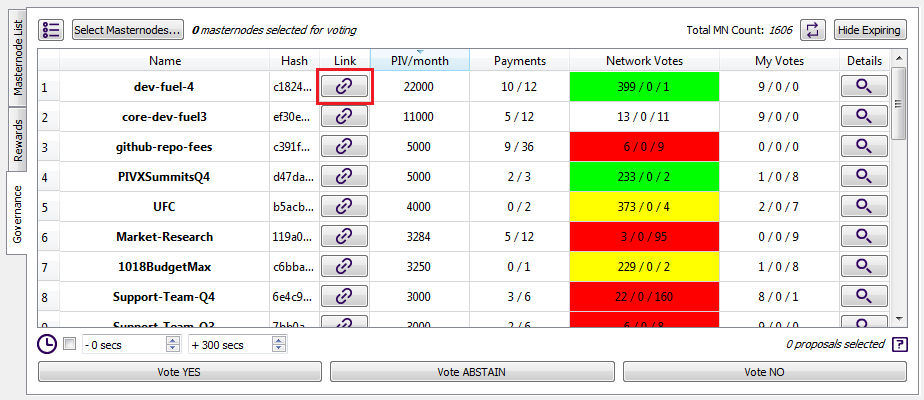 Masternode List
Rewards
Governance
Select Masternodes... 0 masternodes selected for voting Total MN Count: 1606 Hide Expiring
Name Hash Link PIV/month Payments Network Votes My Votes Details
1 dev-fuel-4 c1824... 22000 10 / 12 399 / 0 / 1 9 / 0 / 0
2 core-dev-fuel3 ef30e... 11000 5 / 12 13 / 0 / 11 9 / 0 / 0
3 github-repo-fees c391f... 5000 9 / 36 6 / 0 / 9 0 / 0 / 0
4 PIVXSummitsQ4 d47da... 5000 2 / 3 233 / 0 / 2 1 / 0 / 8
5 UFC b5acb... 4000 0 / 2 373 / 0 / 4 2 / 0 / 7
6 Market-Research 119a0... 3284 5 / 12 3 / 0 / 95 0 / 0 / 9
7 1018BudgetMax c6bba... 3250 0 / 1 229 / 0 / 2 1 / 0 / 8
8 Support-Team-Q4 6e4c9... 3000 3 / 6 22 / 0 / 160 8 / 0 / 1
Support-Team-Q3 7bb0a... 3000 2 / 6 6 / 0 / 8 9 / 0 / 0
- 0 secs + 300 secs 0 proposals selected ?
Vote YES Vote ABSTAIN Vote NO